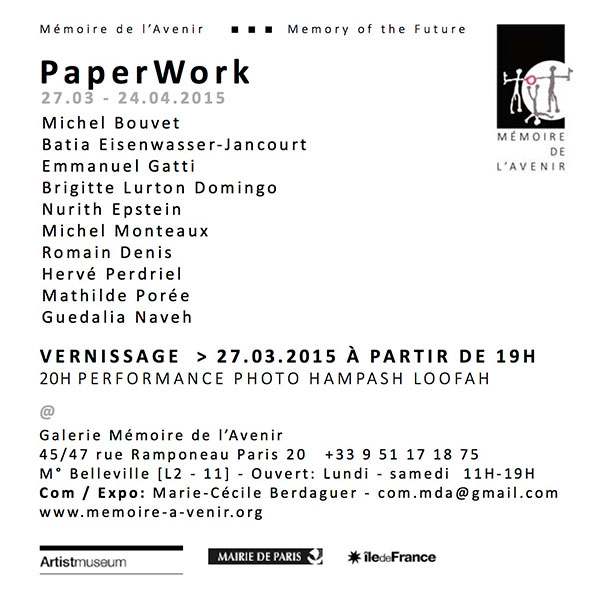 Mémoire de l'Avenir ■ ■ ■ Memory of the Future
MÉMOIRE
DE
L'AVENIR
PaperWork
27.03 - 24.04.2015
Michel Bouvet
Batia Eisenwasser-Jancourt
Emmanuel Gatti
Brigitte Lurton Domingo
Nurith Epstein
Michel Monteaux
Romain Denis
Hervé Perdriel
Mathilde Porée
Guedalia Naveh
VERNISSAGE > 27.03.2015 À PARTIR DE 19H
20H PERFORMANCE PHOTO HAMPASH LOOFAH
@
Galerie Mémoire de l'Avenir
45/47 rue Ramponeau Paris 20 +33 9 51 17 18 75
M° Belleville [L2 - 11] - Ouvert: Lundi - samedi 11H-19H
Com / Expo: Marie-Cécile Berdaguer - com.mda@gmail.com
www.memoire-a-venir.org
Artistmuseum
MAIRIE DE PARIS
îledeFrance